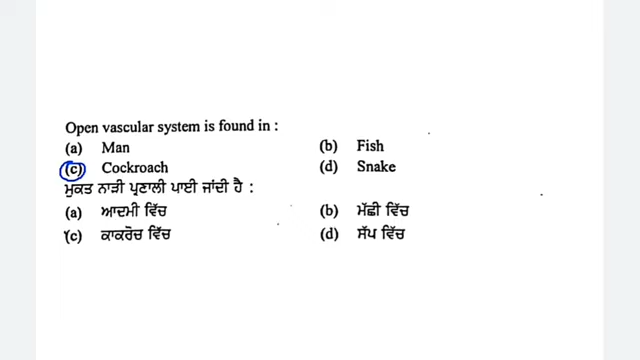 Open vascular system is found in :
(a) Man (b) Fish
(c) Cockroach (d) Snake
ਮੁਕਤ ਨਾੜੀ ਪ੍ਰਣਾਲੀ ਪਾਈ ਜਾਂਦੀ ਹੈ :
(a) ਆਦਮੀ ਵਿੱਚ (b) ਮੱਛੀ ਵਿੱਚ
(c) ਕਾਕਰੋਚ ਵਿੱਚ (d) ਸੱਪ ਵਿੱਚ